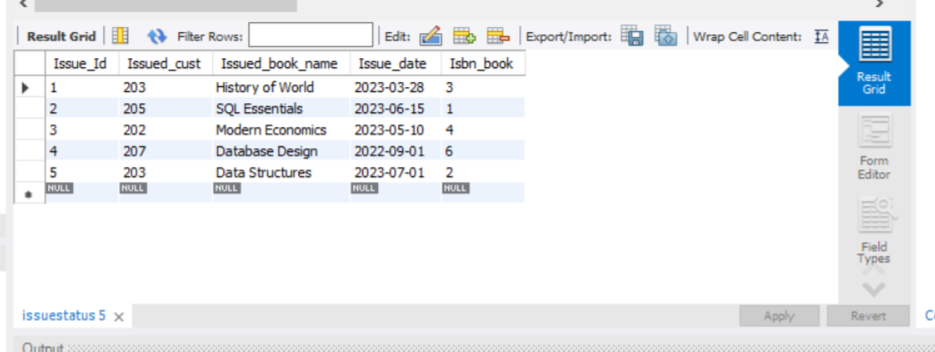 Result Grid Filter Rows: Edit: Export/Import: Wrap Cell Content: IA
Issue_Id Issued_cust Issued_book_name Issue_date Isbn_book
1 203 History of World 2023-03-28 3
2 205 SQL Essentials 2023-06-15 1
3 202 Modern Economics 2023-05-10 4
4 207 Database Design 2022-09-01 6
5 203 Data Structures 2023-07-01 2
NULL NULL NULL NULL NULL
Result
Grid
Form
Editor
Field
Types
issuestatus 5 Apply Revert
Output